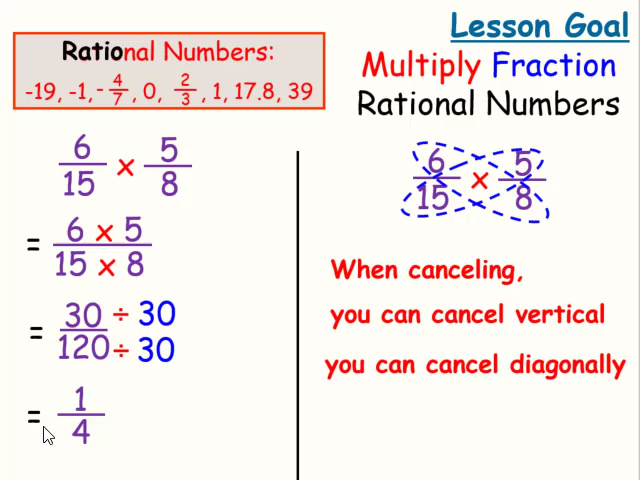 Lesson Goal
Multiply Fraction
Rational Numbers
Rational Numbers:
-19, -1, - 4/7, 0, 2/3, 1, 17.8, 39
6/15 x 5/8
= 6 x 5 / 15 x 8
= 30 ÷ 30 / 120 ÷ 30
= 1/4
6/15 x 5/8
When canceling,
you can cancel vertical
you can cancel diagonally